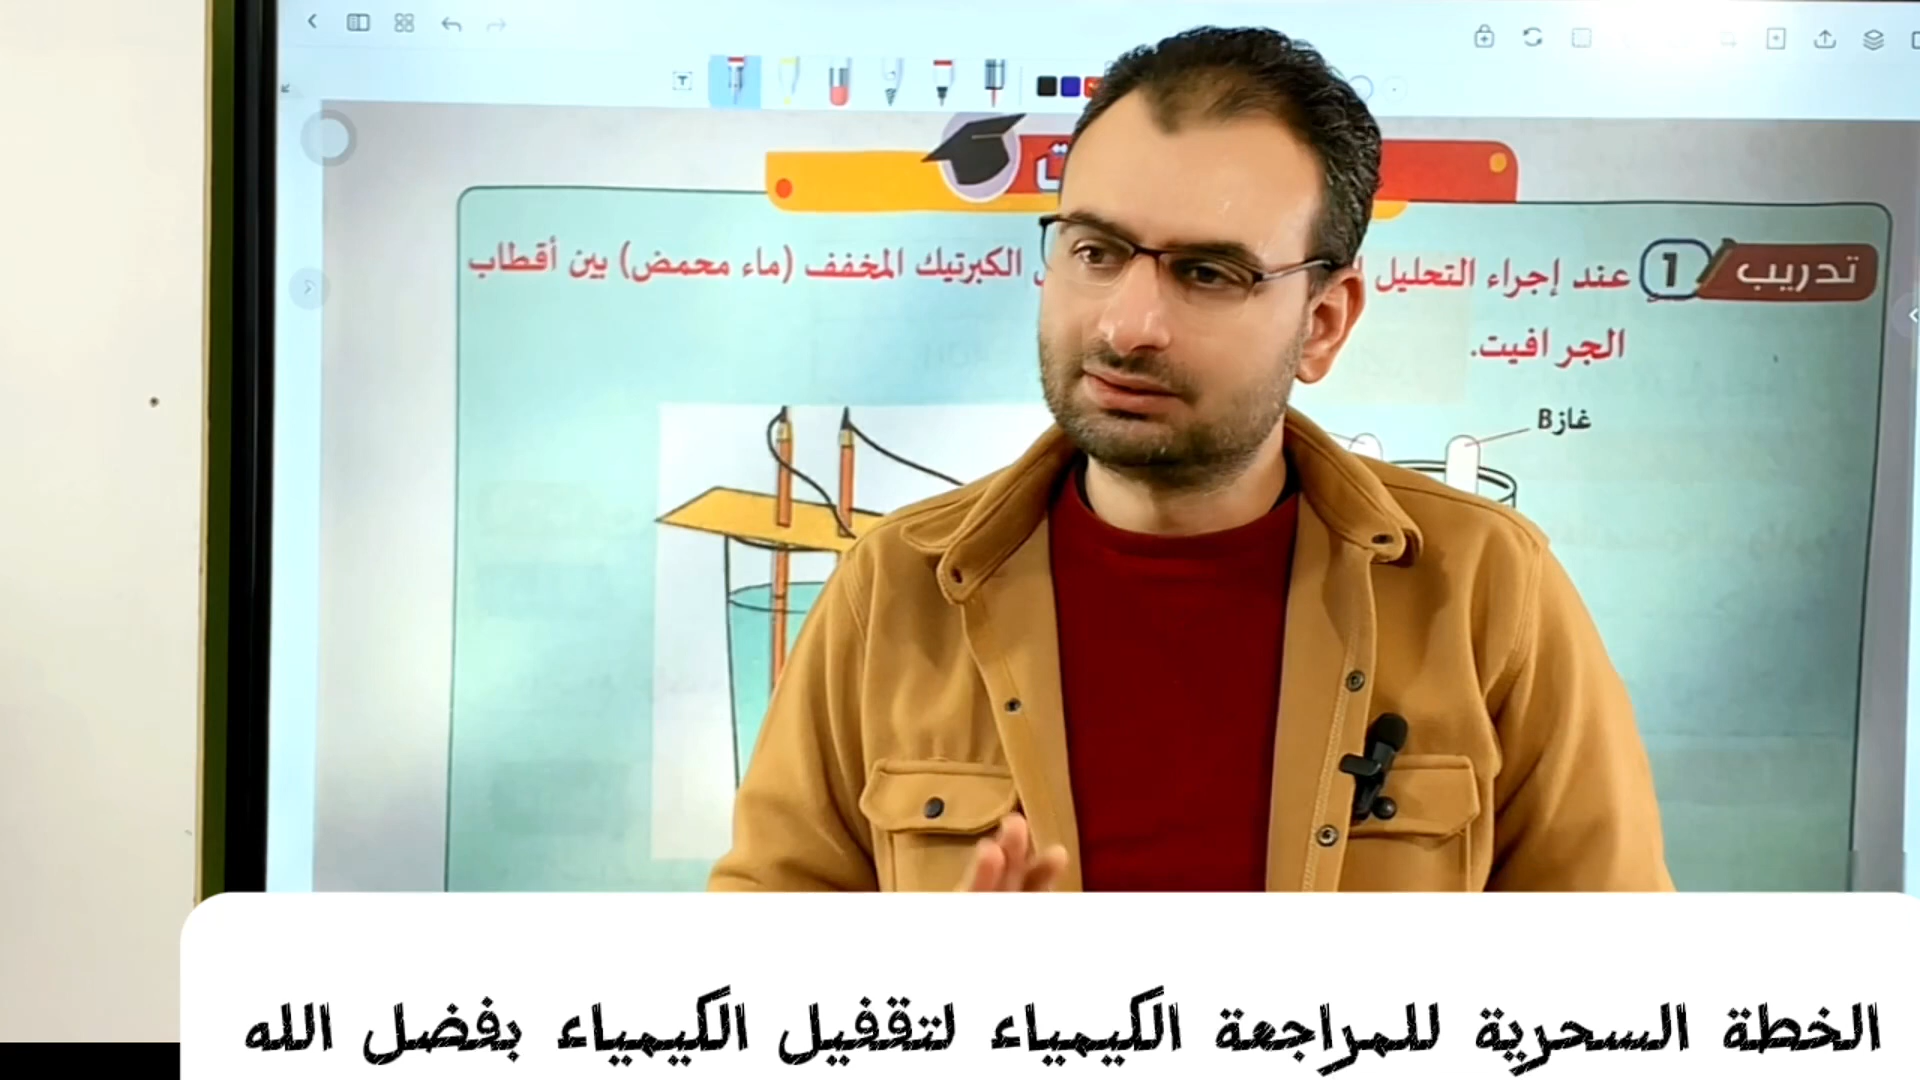 تدريب 1 عند إجراء التحليل الكبرتيك المخفف (ماء محمض) بين أقطاب
الجرافيت.
غاز B
الخطة السحرية للمراجعة الكيمياء لتقفيل الكيمياء بفضل الله